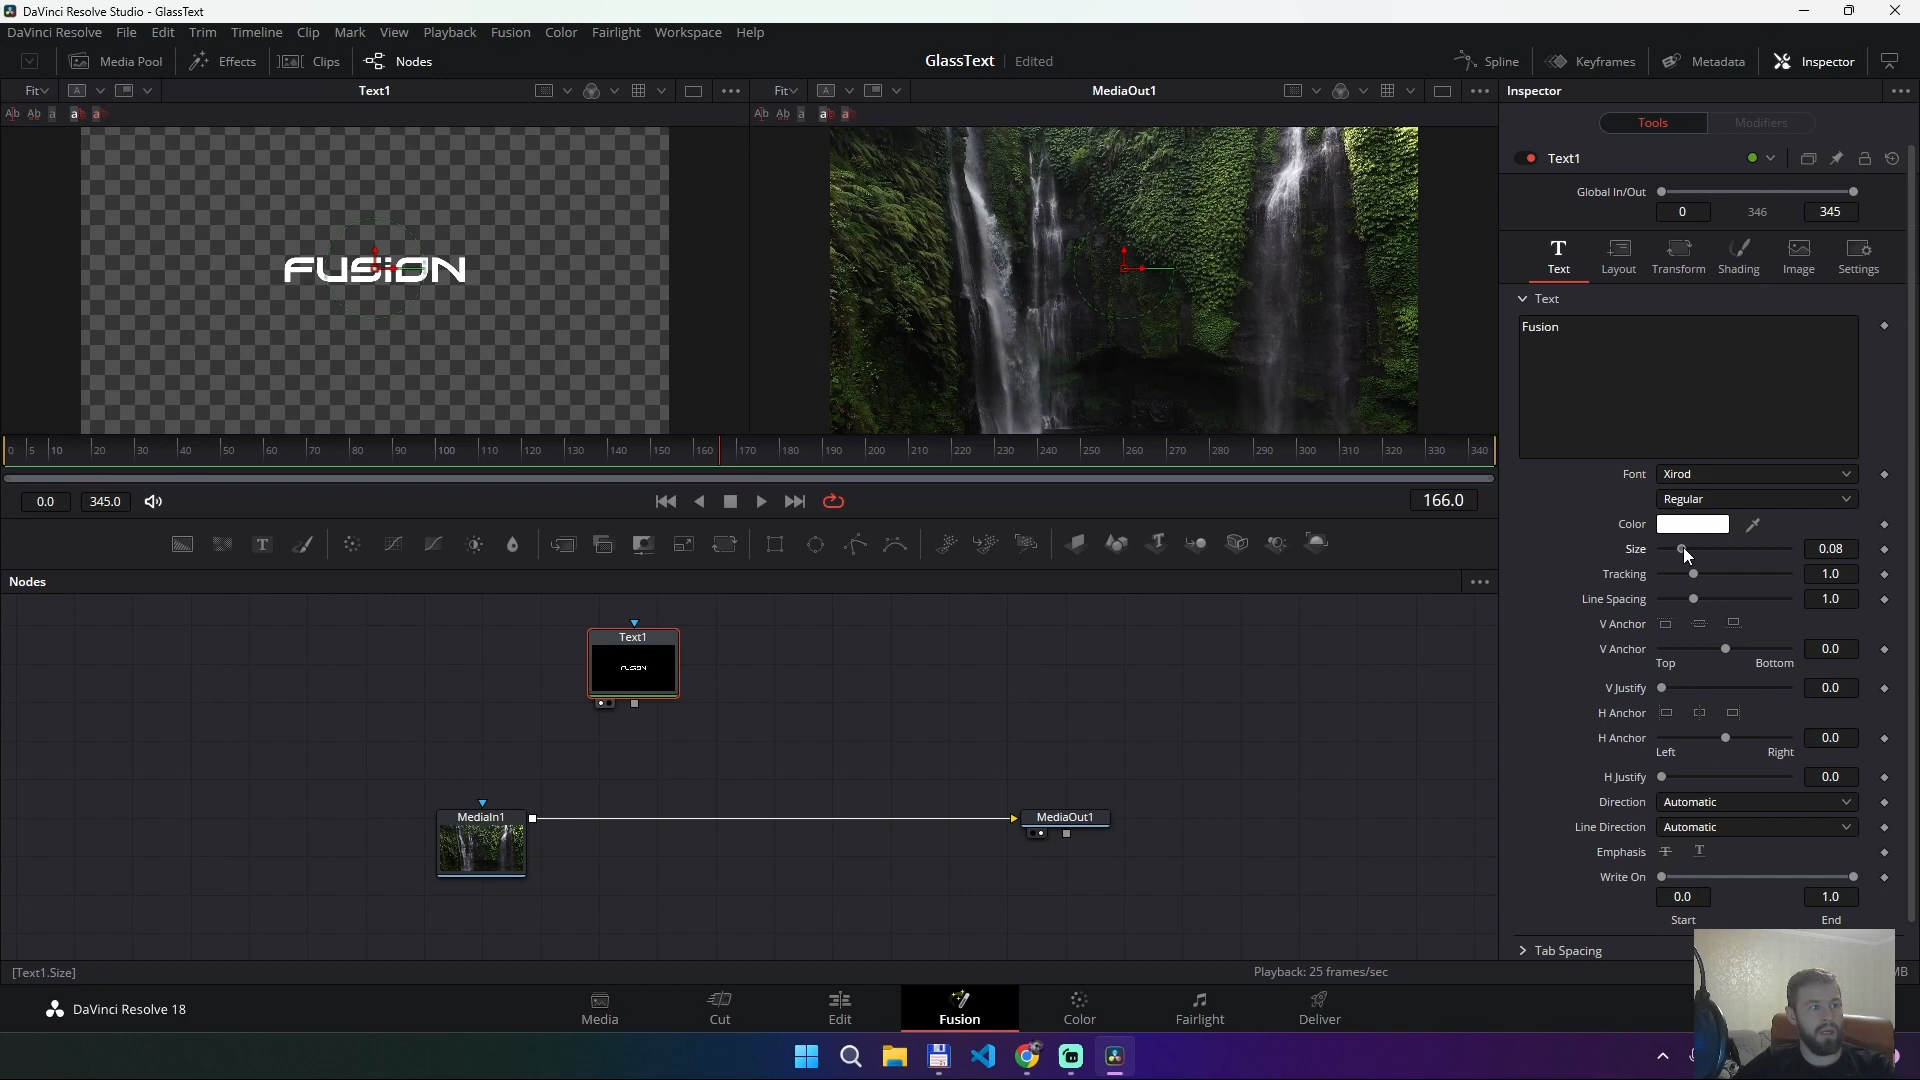 DaVinci Resolve Studio - GlassText
DaVinci Resolve File Edit Trim Timeline Clip Mark View Playback Fusion Color Fairlight Workspace Help
Media Pool Effects Clips Nodes GlassText Edited Spline Keyframes Metadata Inspector
Fit Text1 Fit MediaOut1 Inspector
Tools Modifiers
Text1
Global In/Out
0 346 345
Text Layout Transform Shading Image Settings
Text
Fusion
FUSiON
0 5 10 20 30 40 50 60 70 80 90 100 110 120 130 140 150 160 170 180 190 200 210 220 230 240 250 260 270 280 290 300 310 320 330 340
0.0 345.0 166.0
Font Xirod
Regular
Color
Size 0.08
Tracking 1.0
Line Spacing 1.0
V Anchor
V Anchor 0.0
Top Bottom
V Justify 0.0
H Anchor
H Anchor 0.0
Left Right
H Justify 0.0
Direction Automatic
Line Direction Automatic
Emphasis
Write On
0.0 1.0
Start End
Tab Spacing
Nodes
Text1
MediaIn1
MediaOut1
[Text1.Size] Playback: 25 frames/sec MB
DaVinci Resolve 18 Media Cut Edit Fusion Color Fairlight Deliver